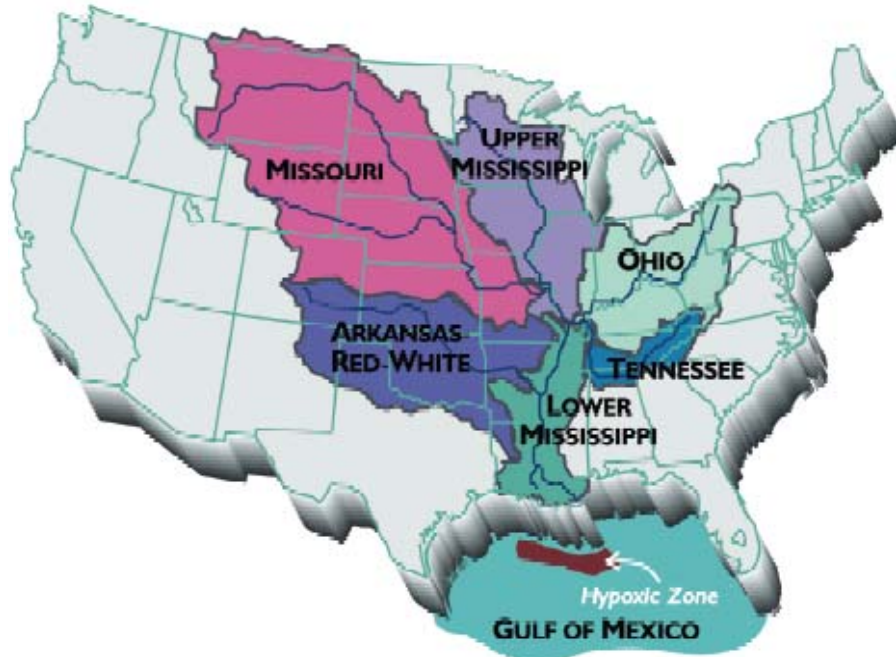 UPPER
MISSISSIPPI
MISSOURI
OHIO
ARKANSAS
RED-WHITE
TENNESSEE
LOWER
MISSISSIPPI
Hypoxic Zone
GULF OF MEXICO